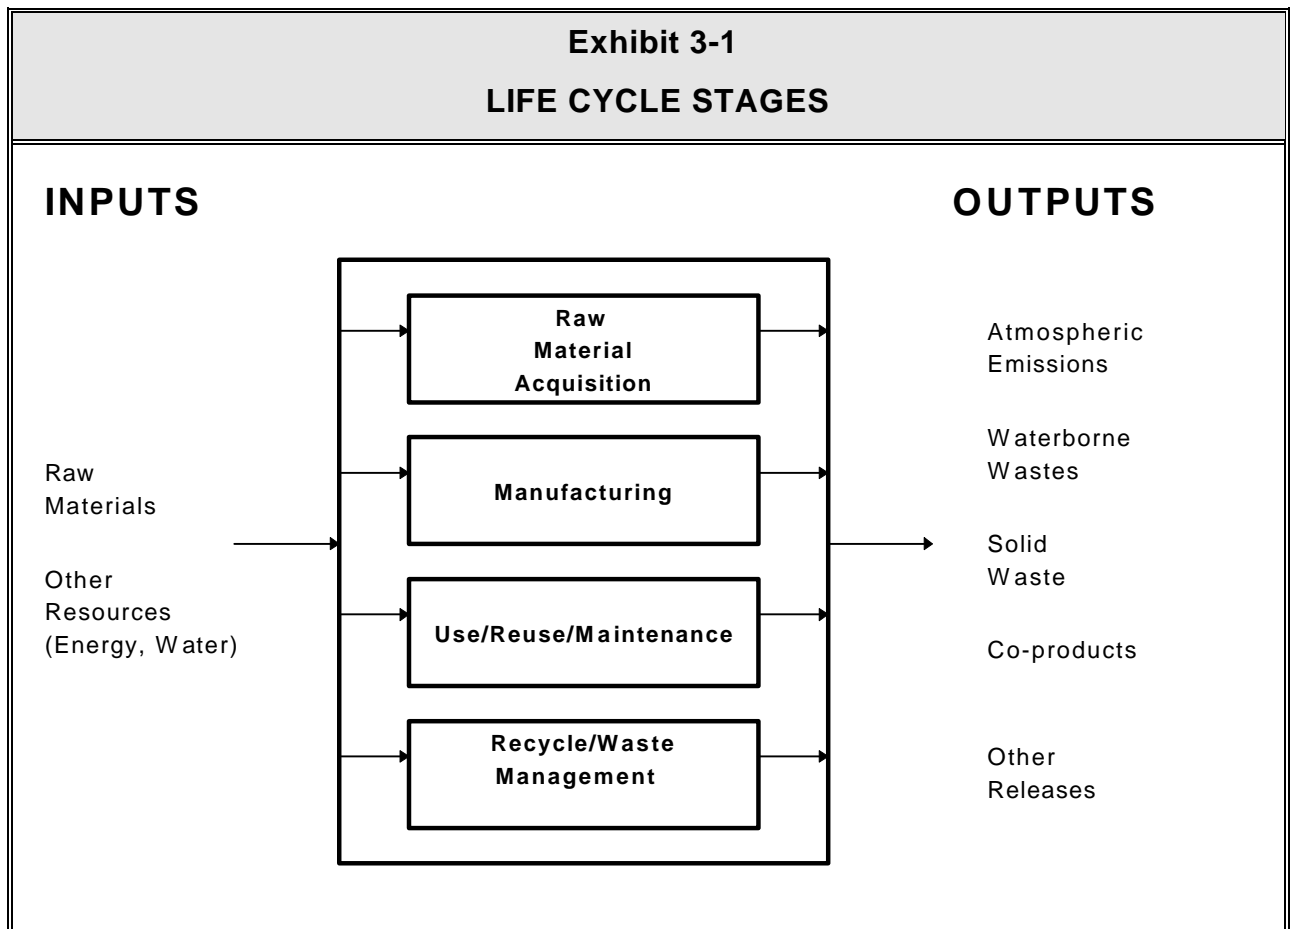 Exhibit 3-1
LIFE CYCLE STAGES
INPUTS
OUTPUTS
Raw
Materials
Other
Resources
(Energy, Water)
Raw
Material
Acquisition
Manufacturing
Use/Reuse/Maintenance
Recycle/Waste
Management
Atmospheric
Emissions
Waterborne
Wastes
Solid
Waste
Co-products
Other
Releases